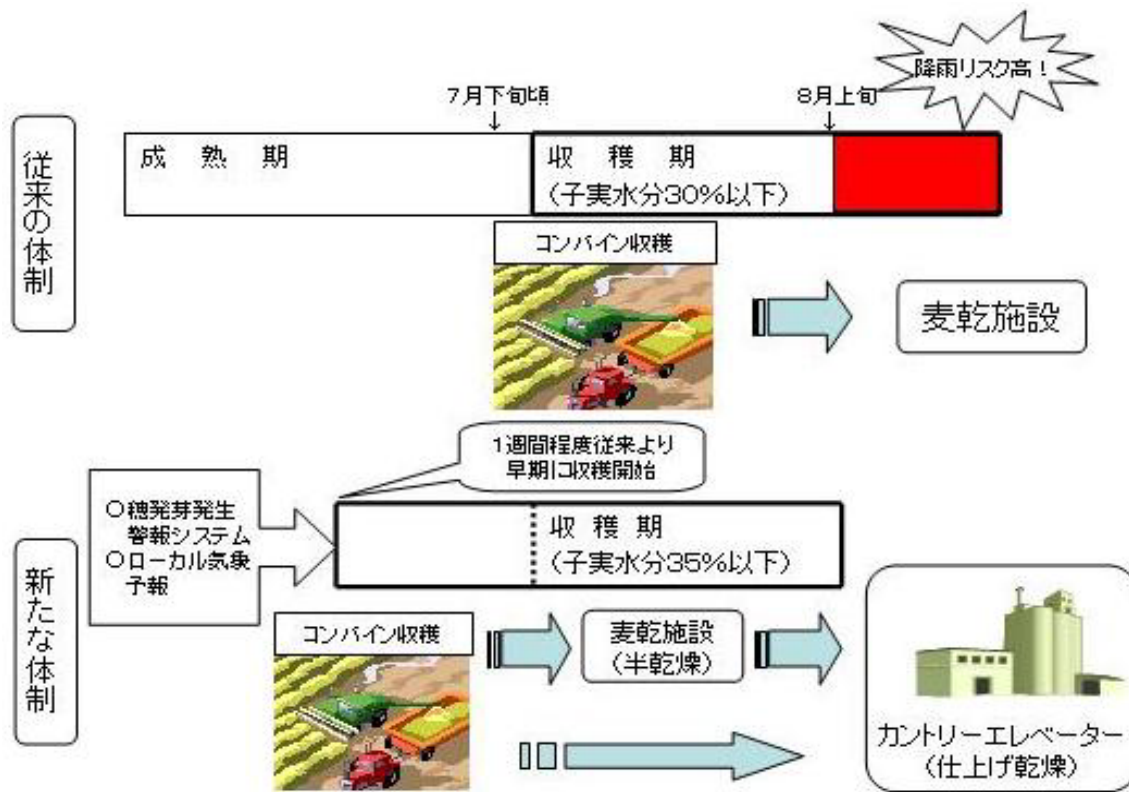 降雨リスク高！
7月下旬頃
8月上旬
従来の体制
成熟期
収穫期
（子実水分30％以下）
コンバイン収穫
麦乾施設
1週間程度従来より
早期に収穫開始
○穂発芽発生
警報システム
○ローカル気象
予報
収穫期
（子実水分35％以下）
新たな体制
コンバイン収穫
麦乾施設
（半乾燥）
カントリーエレベーター
（仕上げ乾燥）